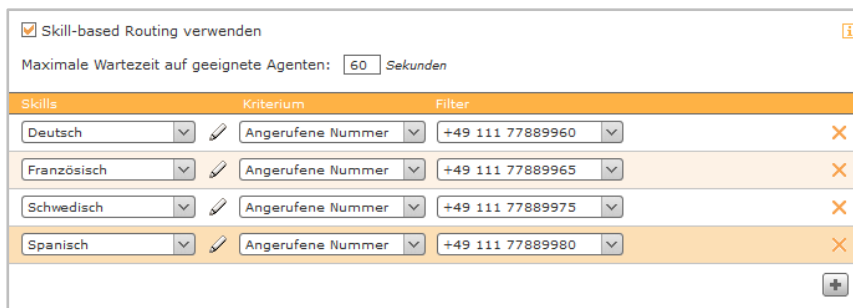 Skill-based Routing verwenden
Maximale Wartezeit auf geeignete Agenten: 60 Sekunden
Skills Kriterium Filter
Deutsch Angerufene Nummer +49 111 77889960
Französisch Angerufene Nummer +49 111 77889965
Schwedisch Angerufene Nummer +49 111 77889975
Spanisch Angerufene Nummer +49 111 77889980